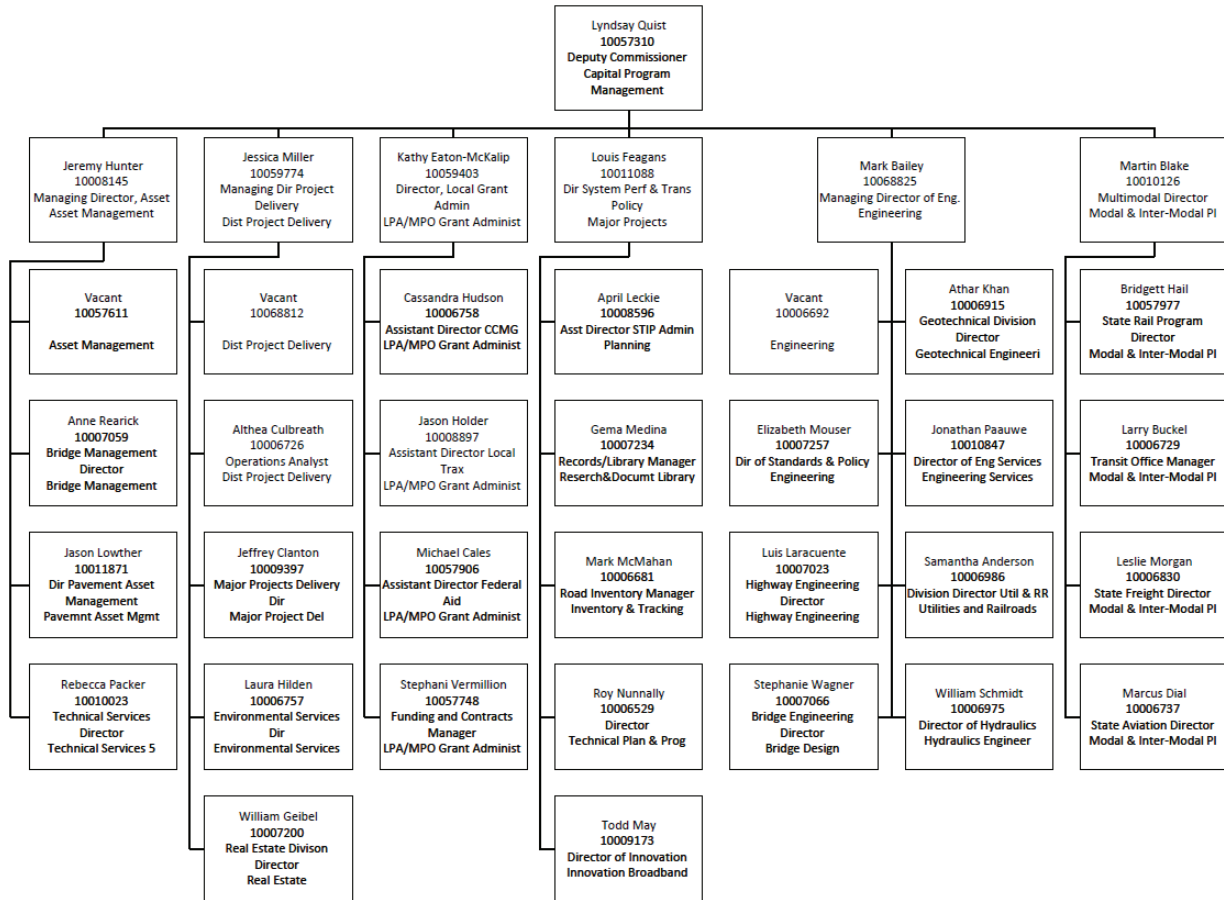 Lyndsay Quist
10057310
Deputy Commissioner
Capital Program
Management
Jeremy Hunter
10008145
Managing Director, Asset
Asset Management
Jessica Miller
10059774
Managing Dir Project
Delivery
Dist Project Delivery
Kathy Eaton-McKalip
10059403
Director, Local Grant
Admin
LPA/MPO Grant Administ
Louis Feagans
10011088
Dir System Perf & Trans
Policy
Major Projects
Mark Bailey
10068825
Managing Director of Eng.
Engineering
Martin Blake
10010126
Multimodal Director
Modal & Inter-Modal Pl
Vacant
10057611
Asset Management
Vacant
10068812
Dist Project Delivery
Cassandra Hudson
10006758
Assistant Director CCMG
LPA/MPO Grant Administ
April Leckie
10008596
Asst Director STIP Admin
Planning
Vacant
10006692
Engineering
Athar Khan
10006915
Geotechnical Division
Director
Geotechnical Engineeri
Bridgett Hail
10057977
State Rail Program
Director
Modal & Inter-Modal Pl
Anne Rearick
10007059
Bridge Management
Director
Bridge Management
Althea Culbreath
10006726
Operations Analyst
Dist Project Delivery
Jason Holder
10008897
Assistant Director Local
Trax
LPA/MPO Grant Administ
Gema Medina
10007234
Records/Library Manager
Reserch&Documt Library
Elizabeth Mouser
10007257
Dir of Standards & Policy
Engineering
Jonathan Paauwe
10010847
Director of Eng Services
Engineering Services
Larry Buckel
10006729
Transit Office Manager
Modal & Inter-Modal Pl
Jason Lowther
10011871
Dir Pavement Asset
Management
Pavemnt Asset Mgmt
Jeffrey Clanton
10009397
Major Projects Delivery
Dir
Major Project Del
Michael Cales
10057906
Assistant Director Federal
Aid
LPA/MPO Grant Administ
Mark McMahan
10006681
Road Inventory Manager
Inventory & Tracking
Luis Laracuente
10007023
Highway Engineering
Director
Highway Engineering
Samantha Anderson
10006986
Division Director Util & RR
Utilities and Railroads
Leslie Morgan
10006830
State Freight Director
Modal & Inter-Modal Pl
Rebecca Packer
10010023
Technical Services
Director
Technical Services 5
Laura Hilden
10006757
Environmental Services
Dir
Environmental Services
Stephani Vermillion
10057748
Funding and Contracts
Manager
LPA/MPO Grant Administ
Roy Nunnally
10006529
Director
Technical Plan & Prog
Stephanie Wagner
10007066
Bridge Engineering
Director
Bridge Design
William Schmidt
10006975
Director of Hydraulics
Hydraulics Engineer
Marcus Dial
10006737
State Aviation Director
Modal & Inter-Modal Pl
William Geibel
10007200
Real Estate Divison
Director
Real Estate
Todd May
10009173
Director of Innovation
Innovation Broadband